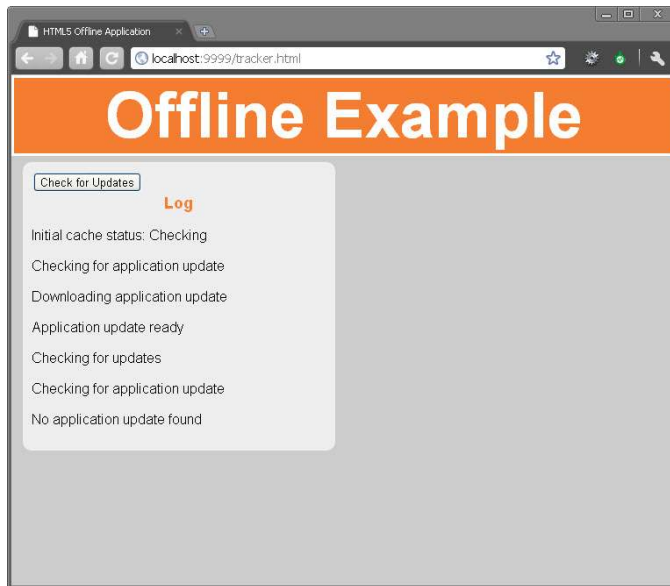 HTML5 Offline Application
localhost:9999/tracker.html
Offline Example
Check for Updates
Log
Initial cache status: Checking
Checking for application update
Downloading application update
Application update ready
Checking for updates
Checking for application update
No application update found